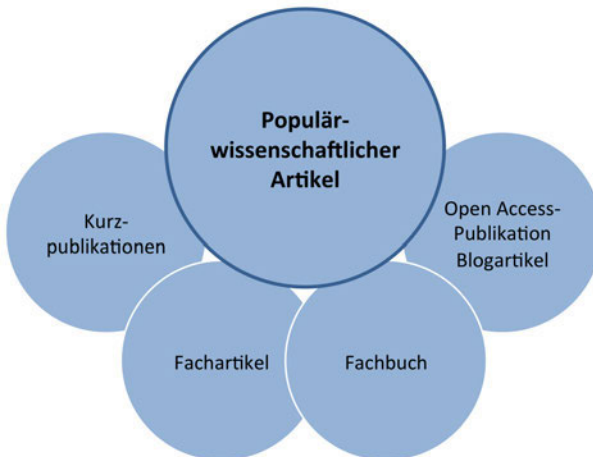 Populär-
wissenschaftlicher
Artikel
Kurz-
publikationen
Open Access-
Publikation
Blogartikel
Fachartikel
Fachbuch